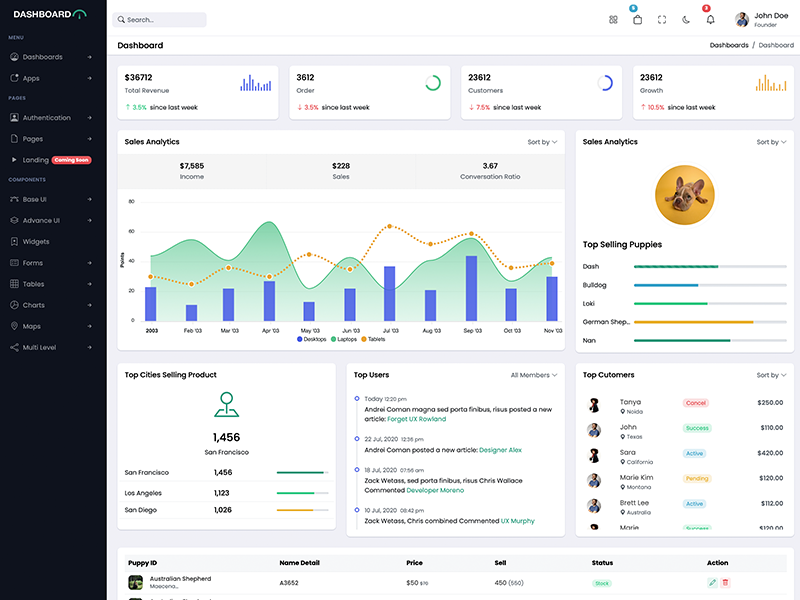 DASHBOARD
Search...
5
3
John Doe
Founder
MENU
Dashboards
Apps
PAGES
Authentication
Pages
Landing Coming Soon
COMPONENTS
Base UI
Advance UI
Widgets
Forms
Tables
Charts
Maps
Multi Level
Dashboard
Dashboards / Dashboard
$36712
Total Revenue
↑ 3.5% since last week
3612
Order
↓ 3.5% since last week
23612
Customers
↓ 7.5% since last week
23612
Growth
↑ 10.5% since last week
Sales Analytics
Sort by
$7,585
Income
$228
Sales
3.67
Conversation Ratio
Points
80
60
40
20
0
2003
Feb '03
Mar '03
Apr '03
May '03
Jun '03
Jul '03
Aug '03
Sep '03
Oct '03
Nov '03
Desktops
Laptops
Tablets
Sales Analytics
Sort by
Top Selling Puppies
Dash
Bulldog
Loki
German Shep...
Nan
Top Cities Selling Product
1,456
San Francisco
San Francisco 1,456
Los Angeles 1,123
San Diego 1,026
Top Users
All Members
Today 12:20 pm
Andrei Coman magna sed porta finibus, risus posted a new
article: Forget UX Rowland
22 Jul, 2020 12:36 pm
Andrei Coman posted a new article: Designer Alex
18 Jul, 2020 07:56 am
Zack Wetass, sed porta finibus, risus Chris Wallace
Commented Developer Moreno
10 Jul, 2020 08:42 pm
Zack Wetass, Chris combined Commented UX Murphy
Top Cutomers
Sort by
Tanya
Noida
Cancel
$250.00
John
Texas
Success
$110.00
Sara
California
Active
$420.00
Marie Kim
Montana
Pending
$120.00
Brett Lee
Australia
Active
$112.00
Marie
Success
$120.00
Puppy ID
Name Detail
Price
Sell
Status
Action
Australian Shepherd
Maecena...
A3652
$50 $70
450 (550)
Stock